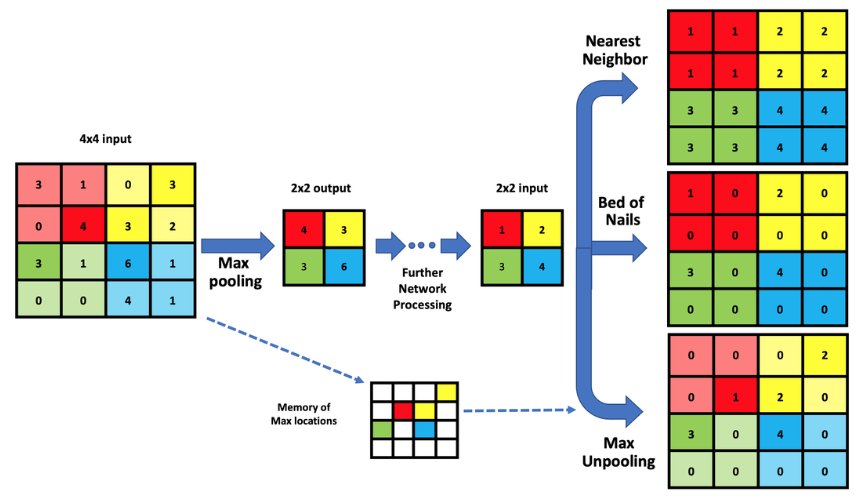 4x4 input
3 1 0 3
0 4 3 2
3 1 6 1
0 0 4 1
Max
pooling
2x2 output
4 3
3 6
Further
Network
Processing
2x2 input
1 2
3 4
Memory of
Max locations
Nearest
Neighbor
1 1 2 2
1 1 2 2
3 3 4 4
3 3 4 4
Bed of
Nails
1 0 2 0
0 0 0 0
3 0 4 0
0 0 0 0
Max
Unpooling
0 0 0 2
0 1 2 0
3 0 4 0
0 0 0 0